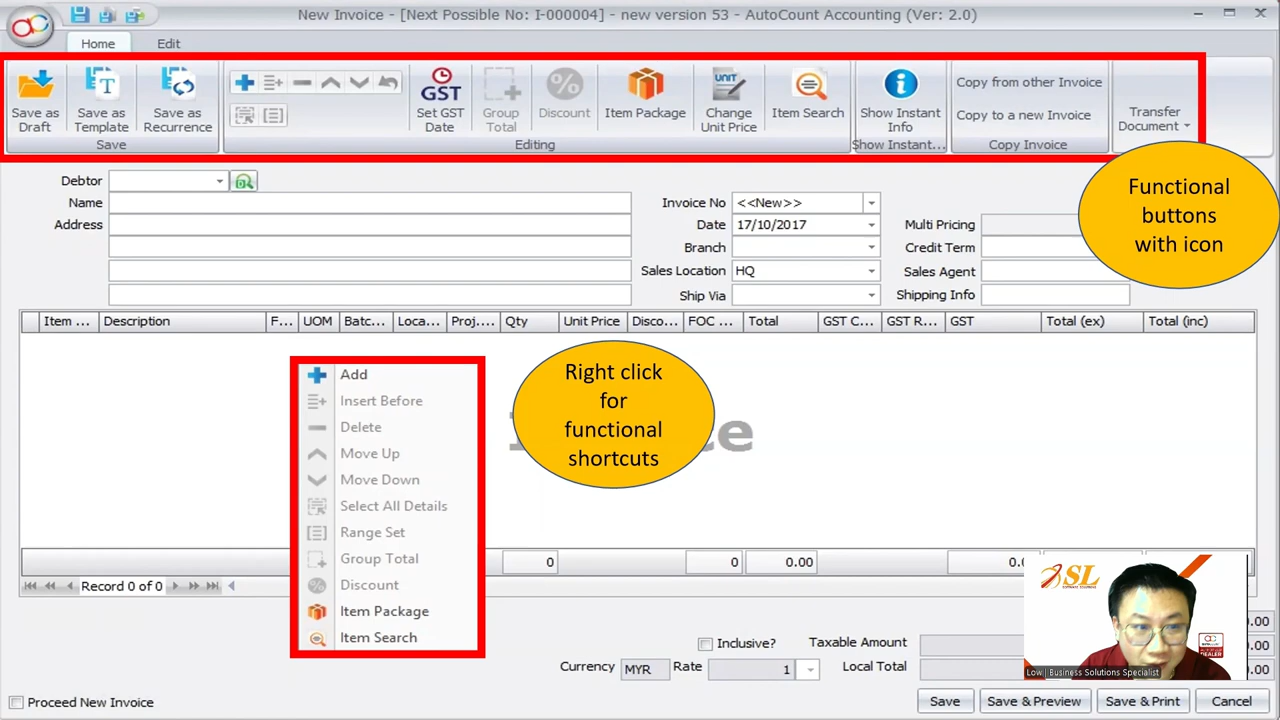 New Invoice - [Next Possible No: I-000004] - new version 53 - AutoCount Accounting (Ver: 2.0)
Home
Edit
Save as Draft
Save as Template
Save as Recurrence
Save
GST
Set GST Date
Group Total
Discount
Item Package
UNIT
Change Unit Price
Item Search
Editing
Show Instant Info
Show Instant...
Copy from other Invoice
Copy to a new Invoice
Copy Invoice
Transfer Document
Functional
buttons
with icon
Debtor
Name
Address
Invoice No <<New>>
Date 17/10/2017
Branch
Sales Location HQ
Ship Via
Multi Pricing
Credit Term
Sales Agent
Shipping Info
Item ... Description F... UOM Batc... Loca... Proj.... Qty Unit Price Disco... FOC ... Total GST C... GST R... GST Total (ex) Total (inc)
Add
Insert Before
Delete
Move Up
Move Down
Select All Details
Range Set
Group Total
Discount
Item Package
Item Search
Right click
for
functional
shortcuts
0 0 0.00
Record 0 of 0
SL
Low | Business Solutions Specialist
Inclusive? Taxable Amount
Currency MYR Rate 1 Local Total
Proceed New Invoice
Save
Save & Preview
Save & Print
Cancel